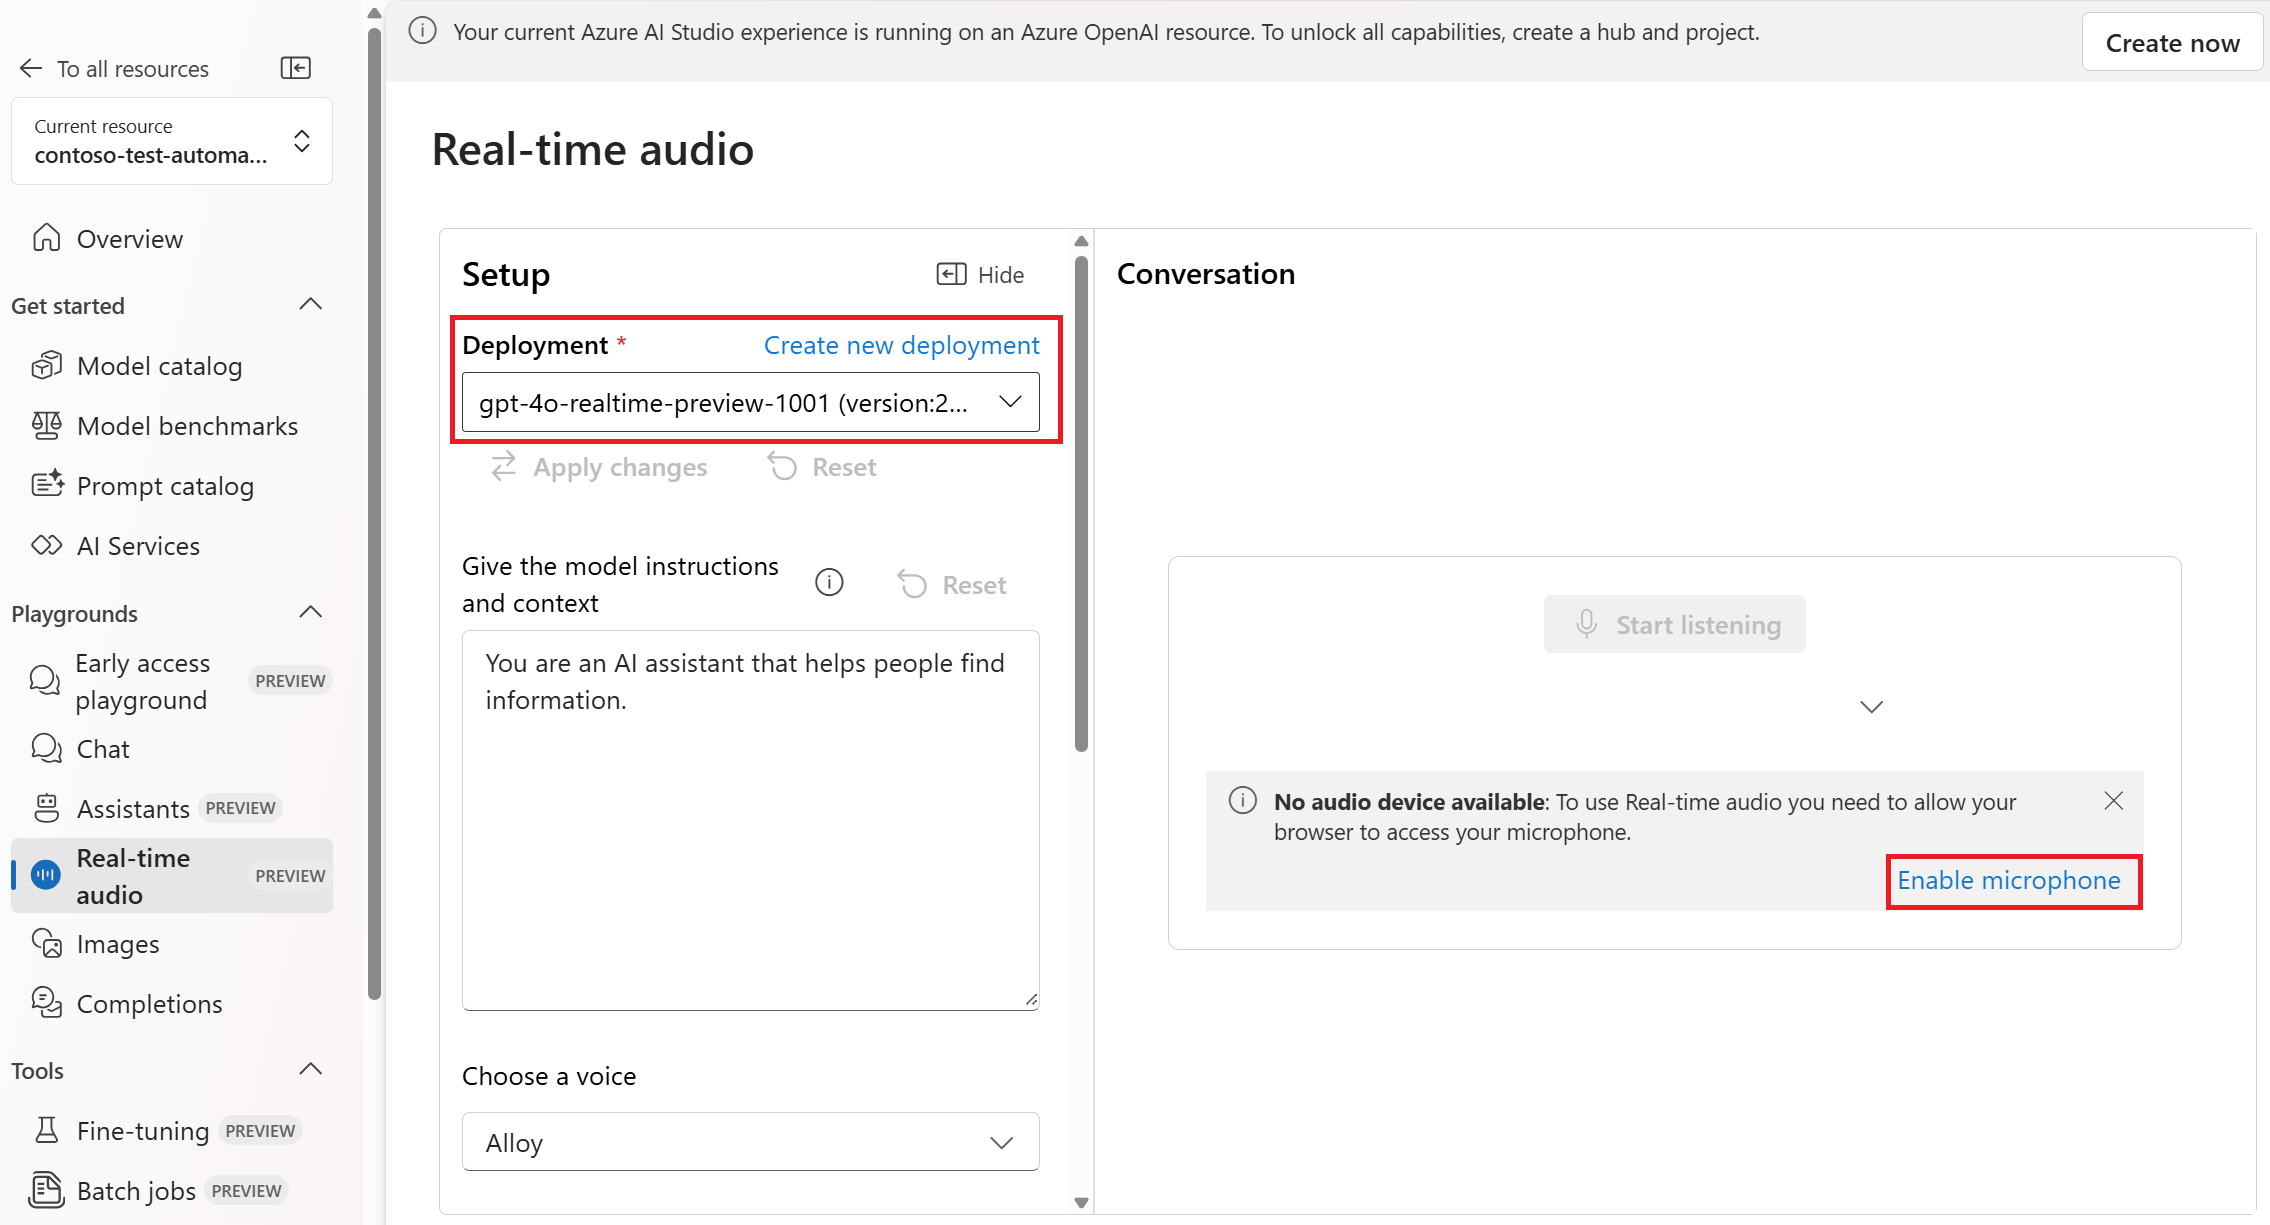 Your current Azure AI Studio experience is running on an Azure OpenAI resource. To unlock all capabilities, create a hub and project.
Create now
To all resources
Current resource
contoso-test-automa...
Overview
Get started
Model catalog
Model benchmarks
Prompt catalog
AI Services
Playgrounds
Early access
playground
PREVIEW
Chat
Assistants PREVIEW
Real-time
audio
PREVIEW
Images
Completions
Tools
Fine-tuning PREVIEW
Batch jobs PREVIEW
Real-time audio
Setup
Hide
Deployment *
Create new deployment
gpt-4o-realtime-preview-1001 (version:2...
Apply changes
Reset
Give the model instructions
and context
Reset
You are an AI assistant that helps people find
information.
Choose a voice
Alloy
Conversation
Start listening
No audio device available: To use Real-time audio you need to allow your
browser to access your microphone.
Enable microphone